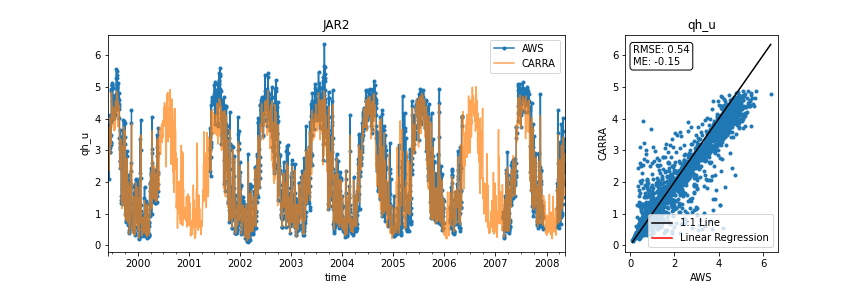 JAR2
qh_u
6
5
4
3
2
1
0
qh_u
AWS
CARRA
2000
2001
2002
2003
2004
2005
2006
2007
2008
time
6
5
4
3
2
1
0
CARRA
RMSE: 0.54
ME: -0.15
1:1 Line
Linear Regression
0
2
4
6
AWS